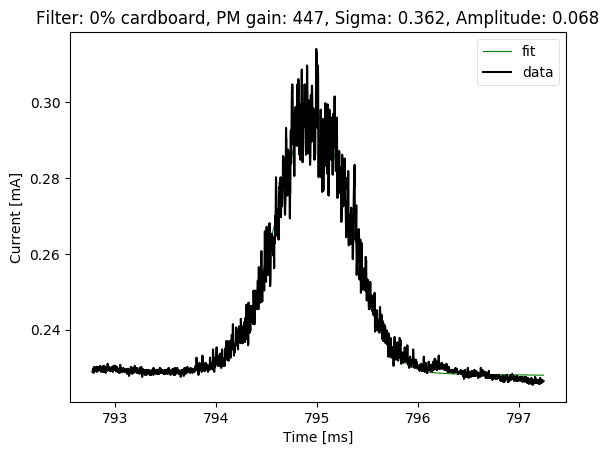 Filter: 0% cardboard, PM gain: 447, Sigma: 0.362, Amplitude: 0.068
fit
data
0.30
0.28
0.26
0.24
Current [mA]
793
794
795
796
797
Time [ms]